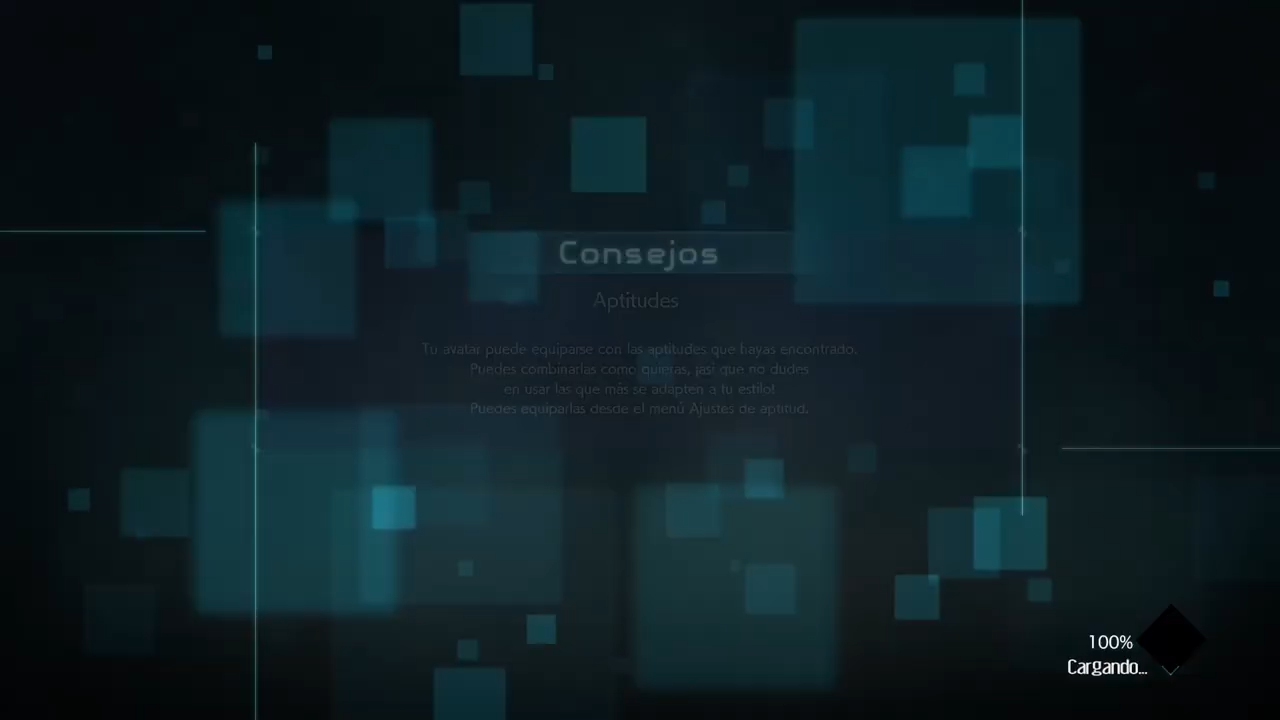 Consejos
Aptitudes
Tu avatar puede equiparse con las aptitudes que hayas encontrado.
Puedes combinarlas como quieras, ¡así que no dudes
en usar las que más se adapten a tu estilo!
Puedes equiparlas desde el menú Ajustes de aptitud.
100%
Cargando...